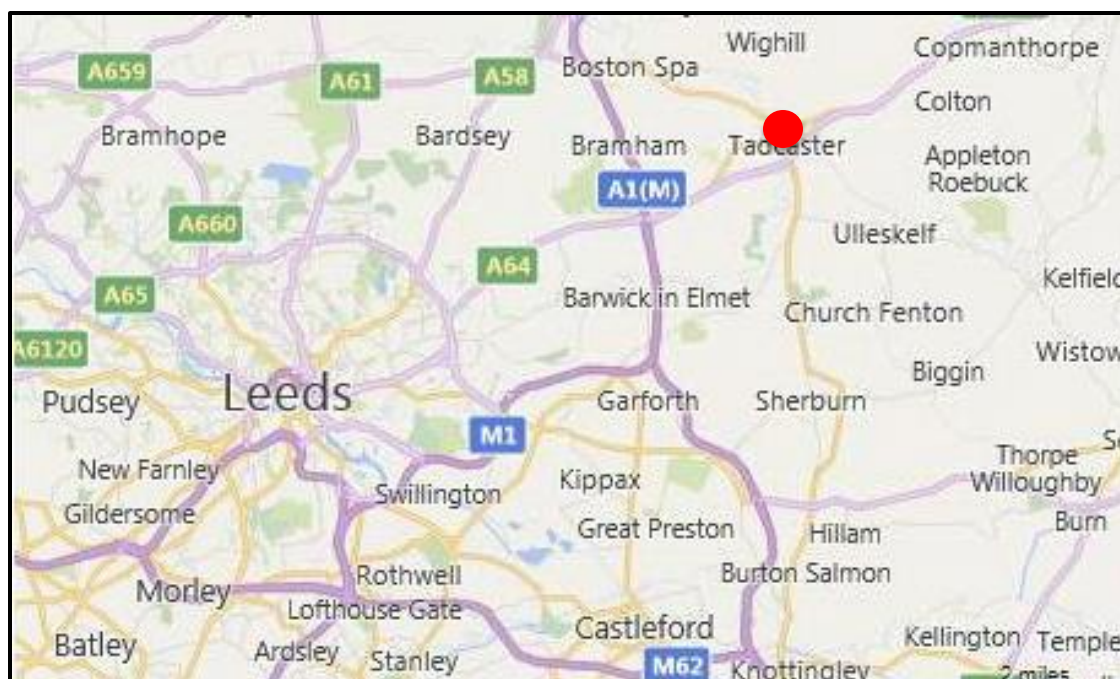 Wighill
Copmanthorpe
A659
A61
A58
Boston Spa
Colton
Bramhope
Bardsey
Bramham
Tadcaster
Appleton
Roebuck
A1(M)
A660
Ulleskelf
A64
Kelfield
A65
Barwick in Elmet
Church Fenton
A6120
Wistow
Biggin
Leeds
Pudsey
Garforth
Sherburn
M1
Thorpe
Willoughby
New Farnley
Swillington
Kippax
Gildersome
Great Preston
Hillam
Burn
Rothwell
Burton Salmon
Morley
Lofthouse Gate
Castleford
Batley
Ardsley
Stanley
M62
Knottingley
Kellington
Temple
2 miles